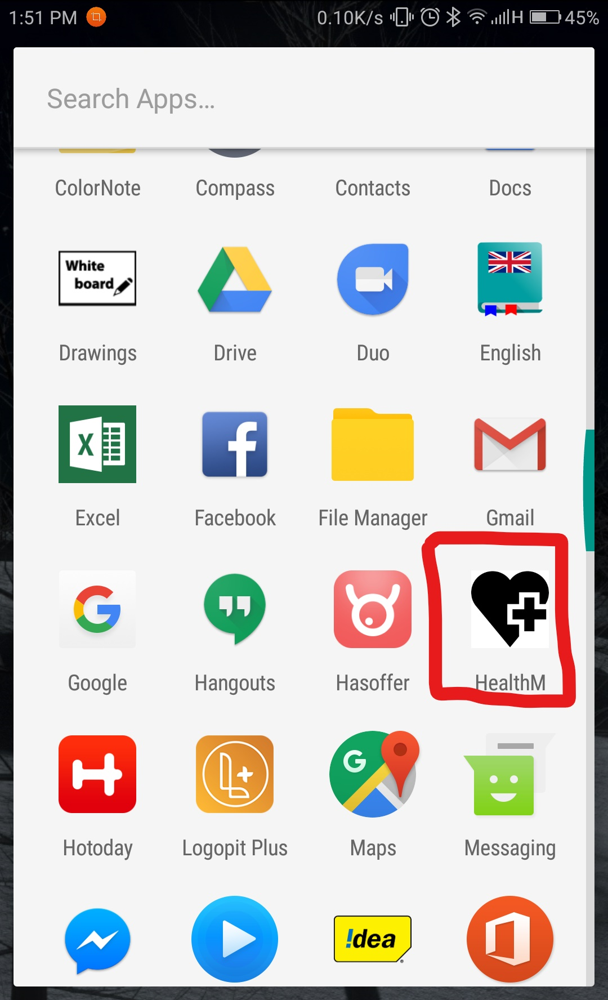 1:51 PM 0.10K/s H 45%
Search Apps...
ColorNote Compass Contacts Docs
White
board
Drawings Drive Duo English
X f
Excel Facebook File Manager Gmail
G
Google Hangouts Hasoffer HealthM
H L+ G
Hotoday Logopit Plus Maps Messaging
!dea